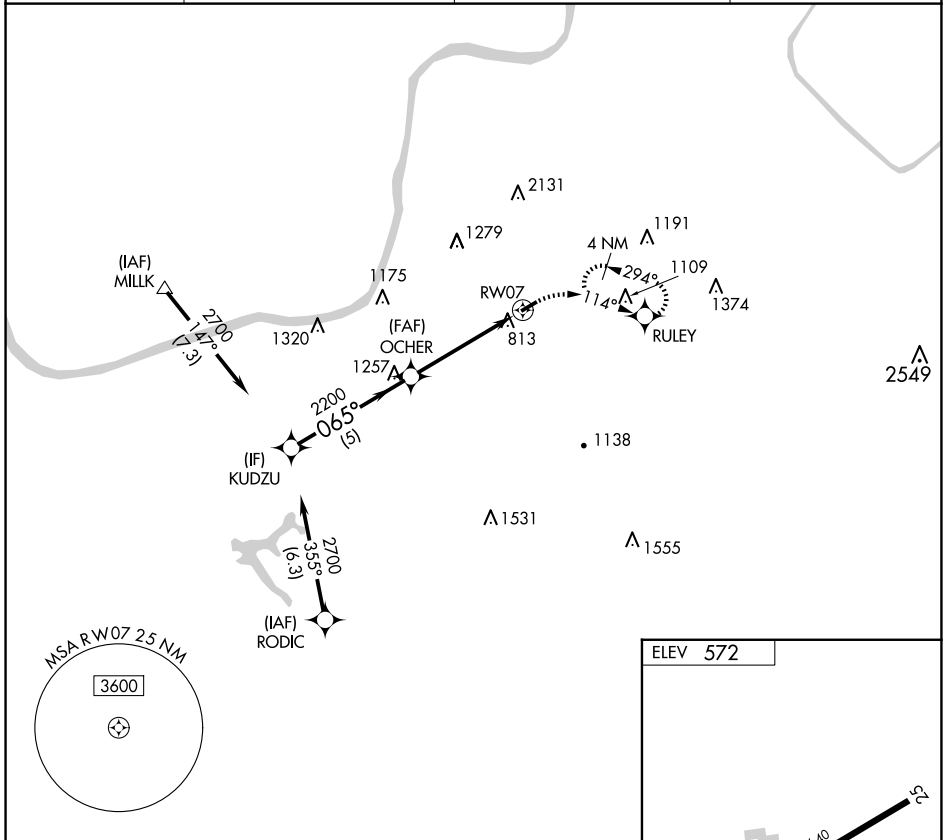 2131
1279
1191
4 NM
294°
1109
(IAF)
MILLK
1175
RW07
114°
1374
2700
147°
(7.3)
1320
(FAF)
OCHER
813
RULEY
1257
2549
2200
065°
(5)
1138
(IF)
KUDZU
1531
1555
2700
355°
(6.3)
(IAF)
RODIC
MSA RW07 25 NM
3600
ELEV 572
25